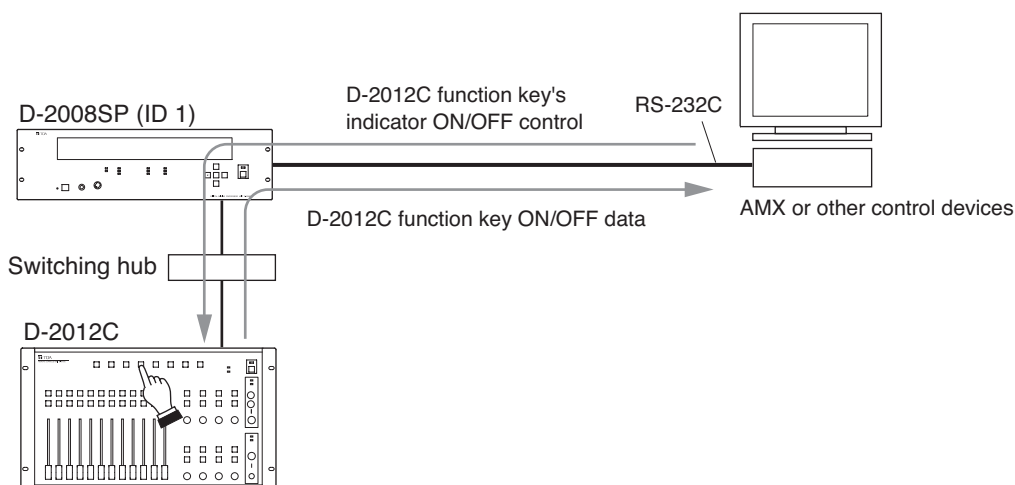 D-2012C function key's
indicator ON/OFF control
RS-232C
D-2008SP (ID 1)
D-2012C function key ON/OFF data
AMX or other control devices
Switching hub
D-2012C
TOA